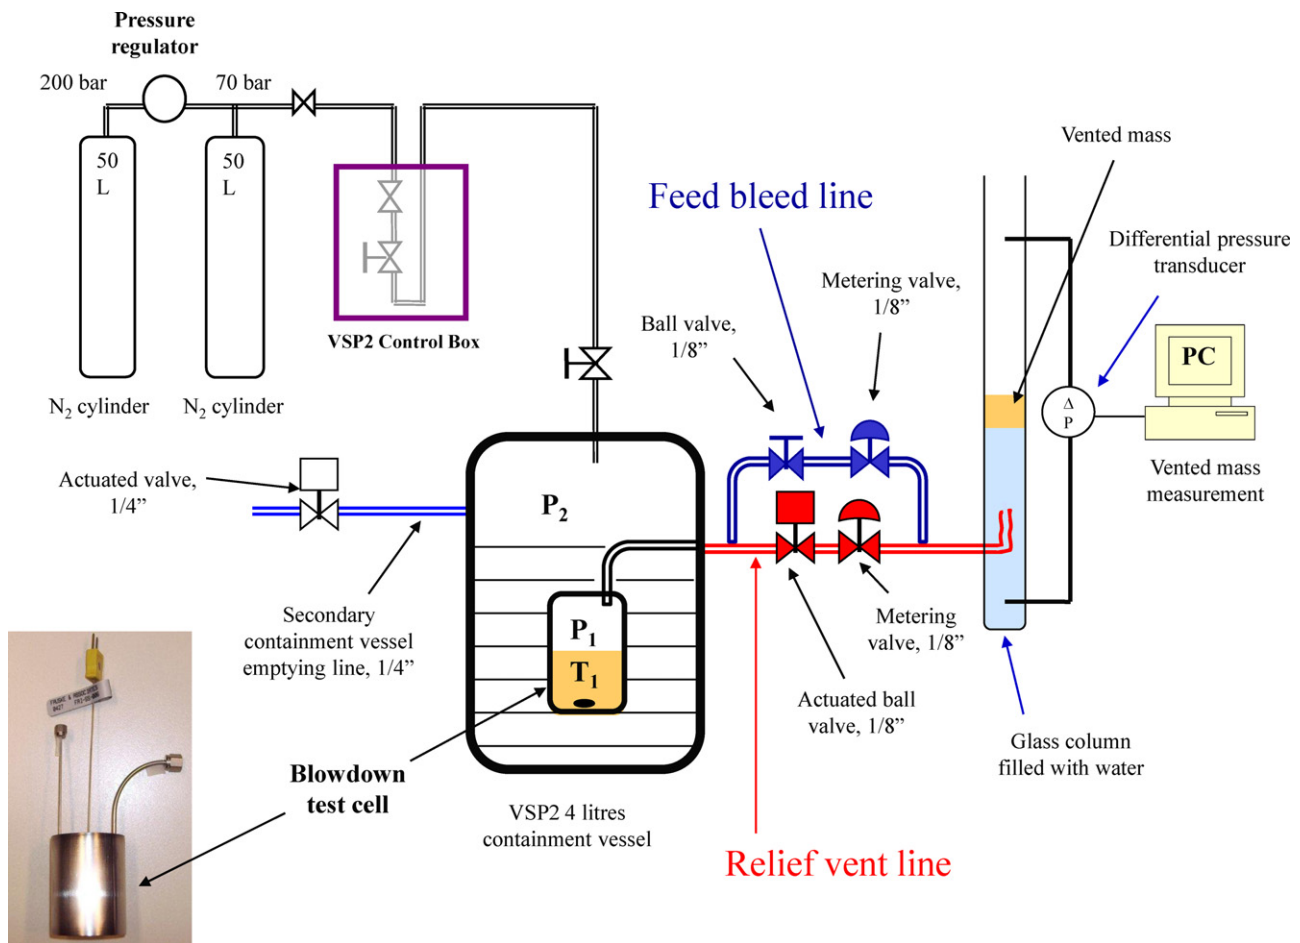 Pressure
regulator
200 bar
70 bar
50
L
50
L
N₂ cylinder
N₂ cylinder
VSP2 Control Box
Vented mass
Feed bleed line
Differential pressure
transducer
Metering valve,
1/8”
Ball valve,
1/8”
PC
Δ
P
Vented mass
measurement
Actuated valve,
1/4”
P₂
P₁
T₁
Secondary
containment vessel
emptying line, 1/4”
Metering
valve, 1/8”
Actuated ball
valve, 1/8”
Glass column
filled with water
Blowdown
test cell
VSP2 4 litres
containment vessel
Relief vent line